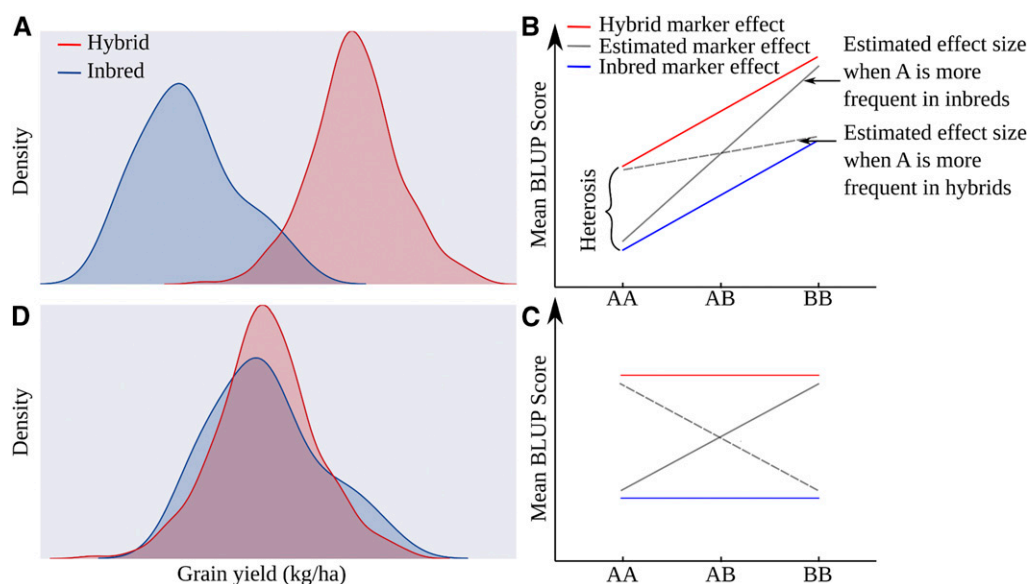 A
Hybrid
Inbred
Density
B
Hybrid marker effect
Estimated marker effect
Inbred marker effect
Mean BLUP Score
Heterosis
Estimated effect size
when A is more
frequent in inbreds
Estimated effect size
when A is more
frequent in hybrids
AA
AB
BB
D
Density
Grain yield (kg/ha)
C
Mean BLUP Score
AA
AB
BB